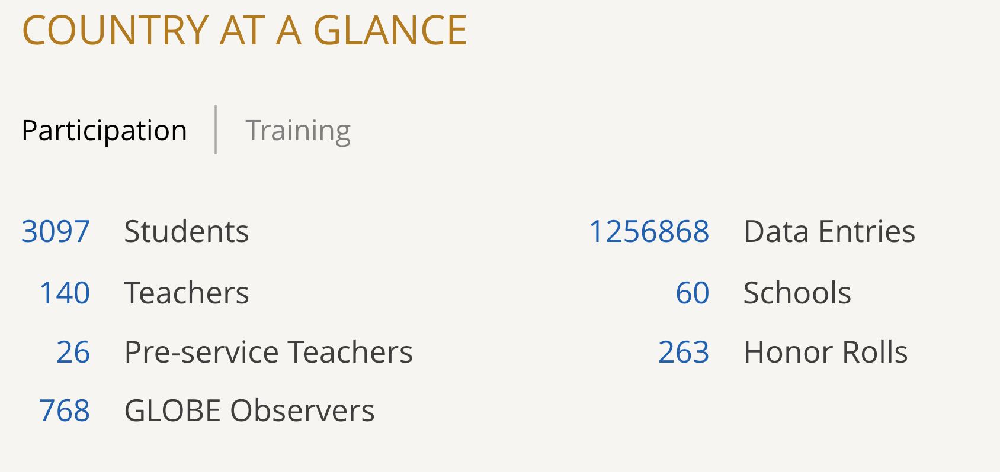 COUNTRY AT A GLANCE
Participation
Training
3097 Students
140 Teachers
26 Pre-service Teachers
768 GLOBE Observers
1256868 Data Entries
60 Schools
263 Honor Rolls